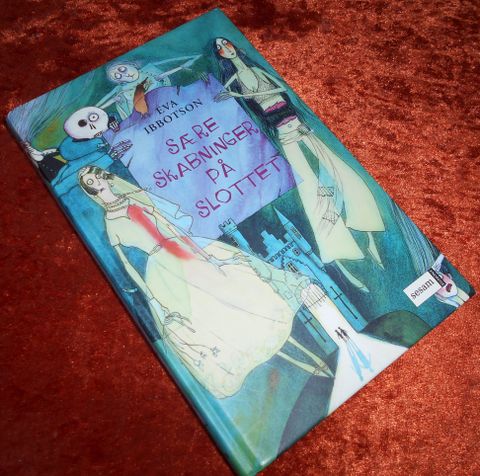 EVA
IBBOTSON
SÆRE
SKABNINGER
PÅ
SLOTTET
sesam